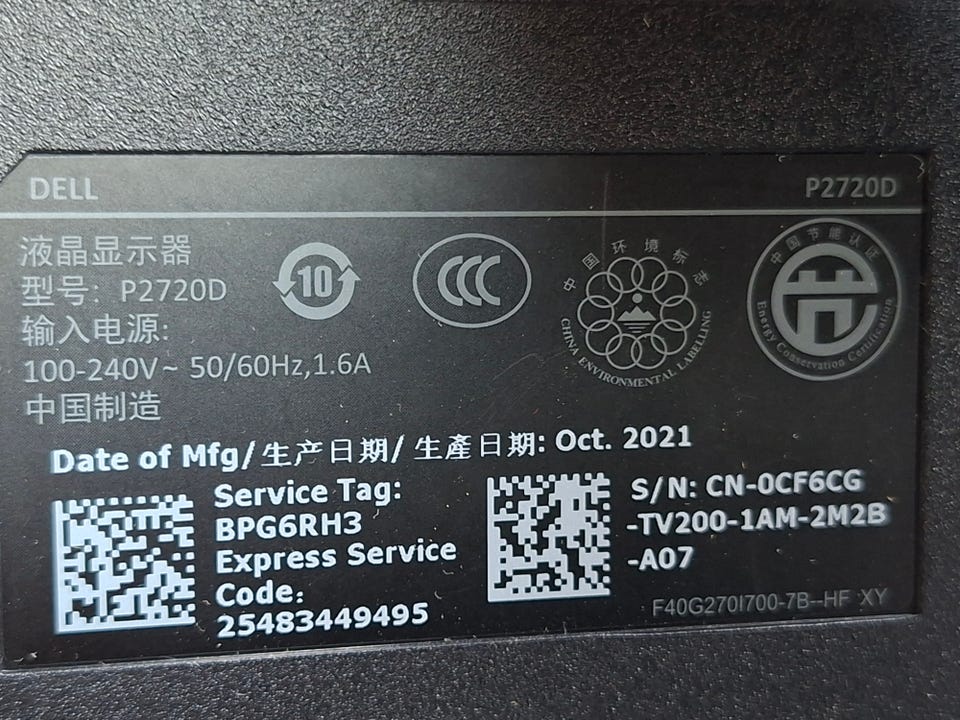 DELL
P2720D
液晶显示器
型号: P2720D
输入电源:
100-240V~ 50/60Hz,1.6A
中国制造
10
CCC
中国环境标志
CHINA ENVIRONMENTAL LABELLING
中国节能认证
Energy Conservation Certification
Date of Mfg/生产日期/ 生產日期: Oct. 2021
Service Tag:
BPG6RH3
Express Service
Code:
25483449495
S/N: CN-0CF6CG
-TV200-1AM-2M2B
-A07
F40G270I700-7B--HF XY